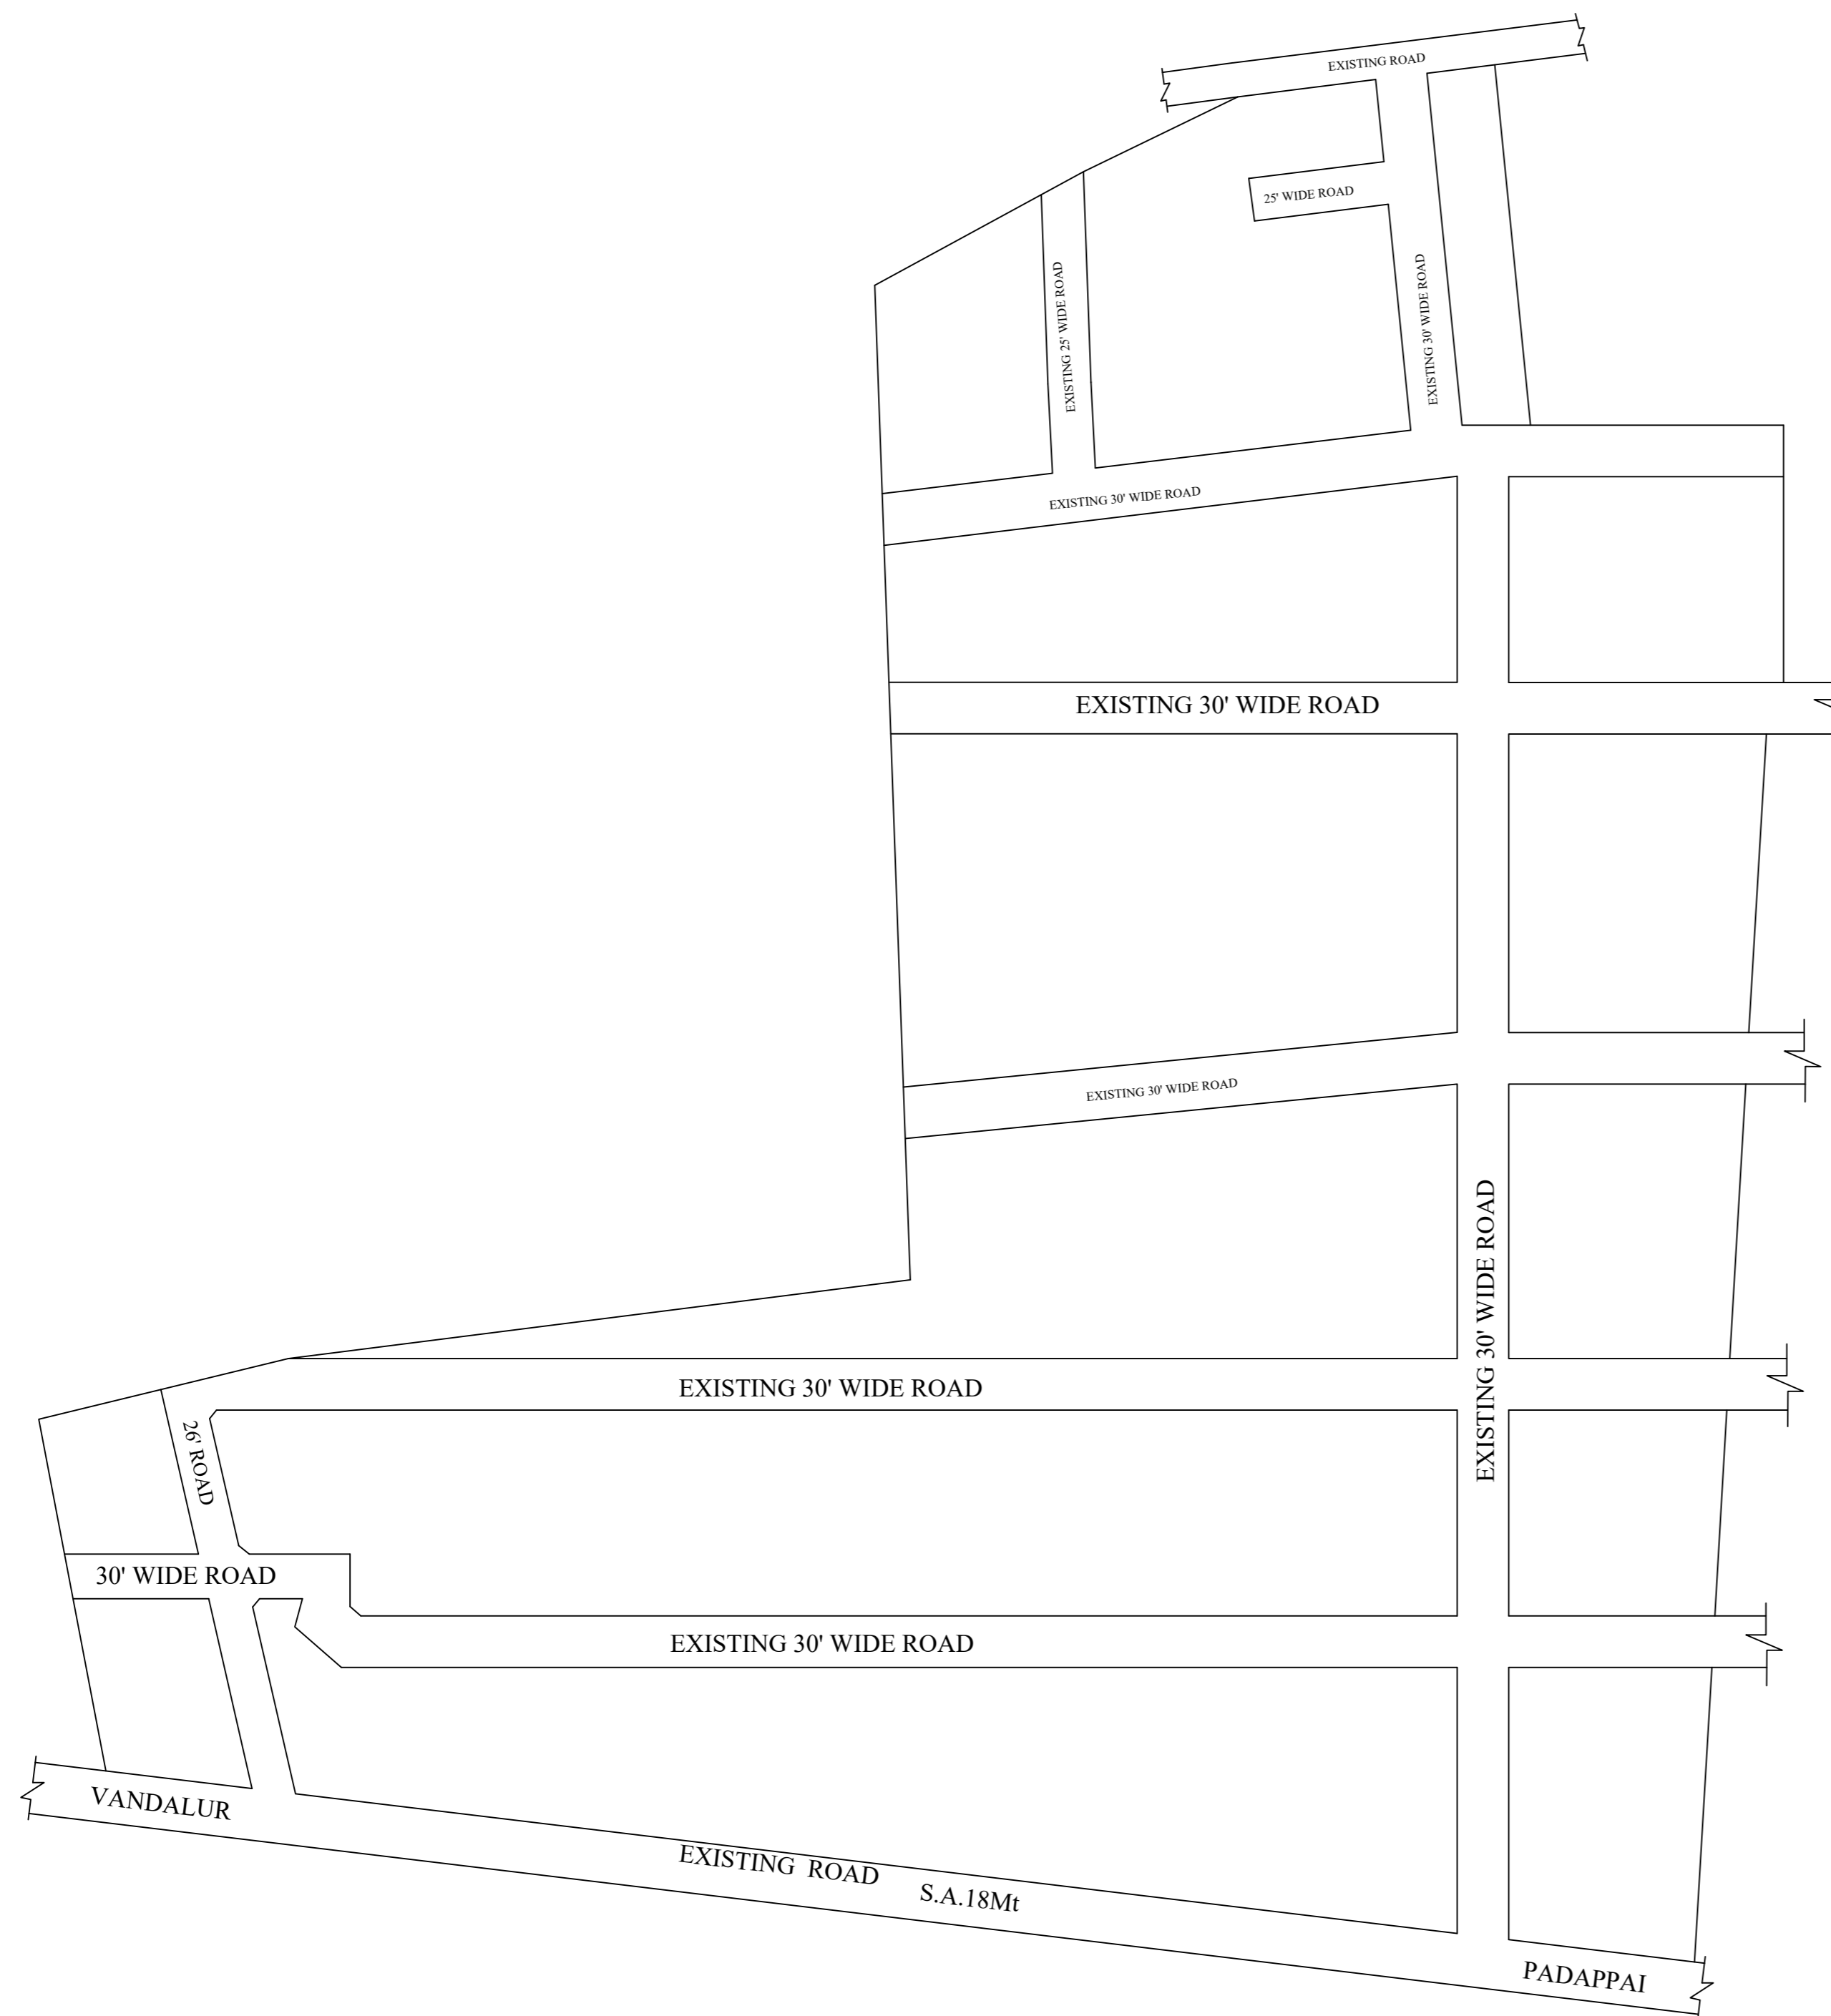 EXISTING ROAD
25' WIDE ROAD
EXISTING 25' WIDE ROAD
EXISTING 30' WIDE ROAD
EXISTING 30' WIDE ROAD
EXISTING 30' WIDE ROAD
EXISTING 30' WIDE ROAD
EXISTING 30' WIDE ROAD
EXISTING 30' WIDE ROAD
26' ROAD
30' WIDE ROAD
EXISTING 30' WIDE ROAD
VANDALUR
EXISTING ROAD S.A.18Mt
PADAPPAI